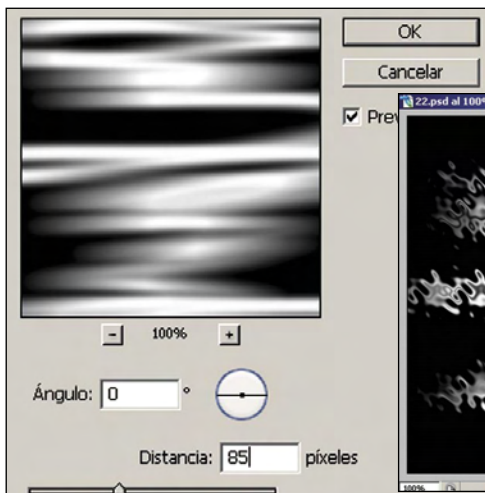 OK
Cancelar
Prev
22.psd al 100%
- 100% +
Ángulo: 0 °
Distancia: 85 píxeles
100%